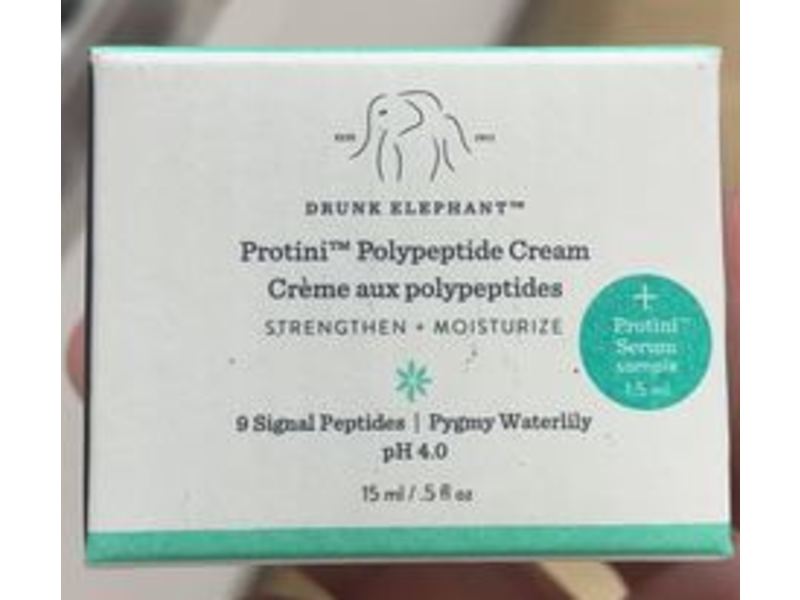 DRUNK ELEPHANT™
Protini™ Polypeptide Cream
Crème aux polypeptides
STRENGTHEN + MOISTURIZE
+
Protini™
Serum
sample
1.5 ml
9 Signal Peptides | Pygmy Waterlily
pH 4.0
15 ml / .5 fl oz